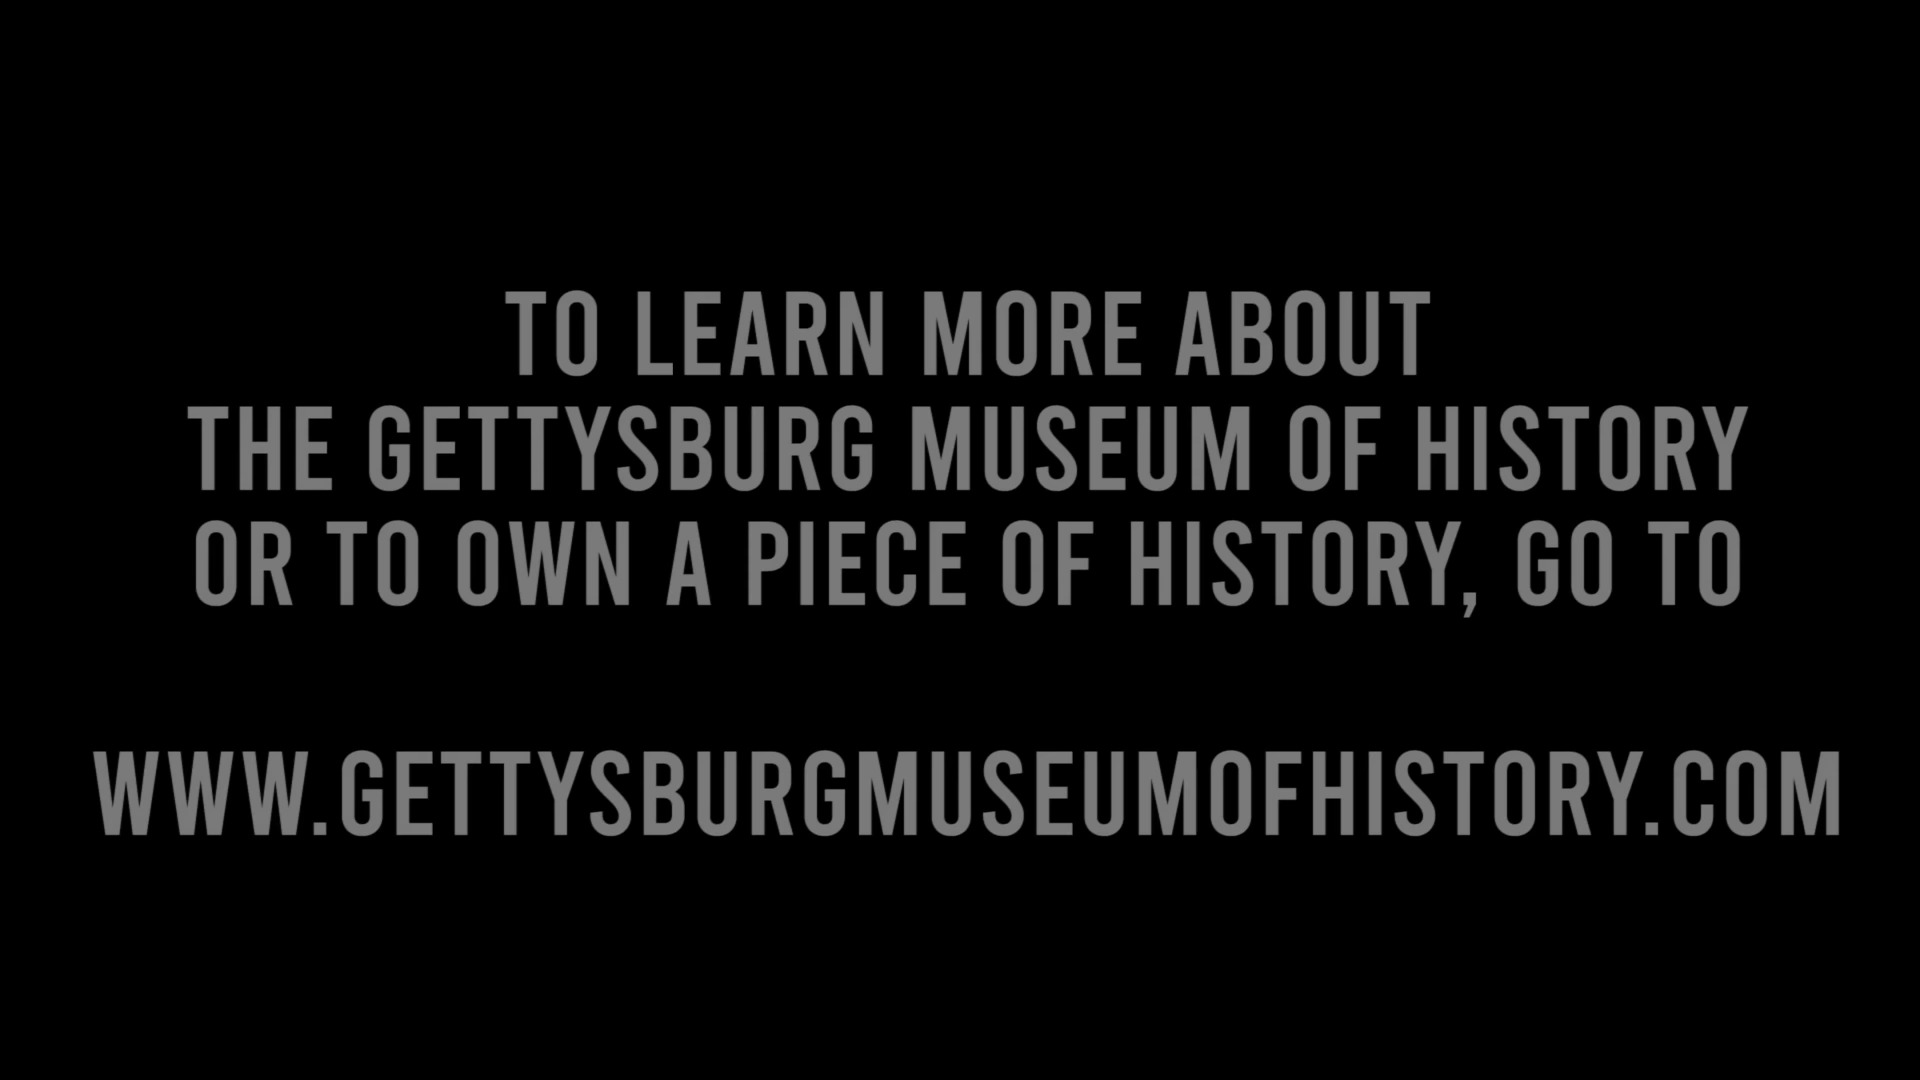 TO LEARN MORE ABOUT
THE GETTYSBURG MUSEUM OF HISTORY
OR TO OWN A PIECE OF HISTORY, GO TO
WWW.GETTYSBURGMUSEUMOFHISTORY.COM